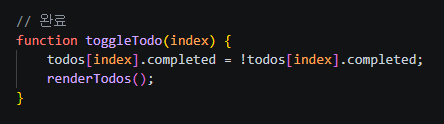 // 완료
function toggleTodo(index) {
    todos[index].completed = !todos[index].completed;
    renderTodos();
}